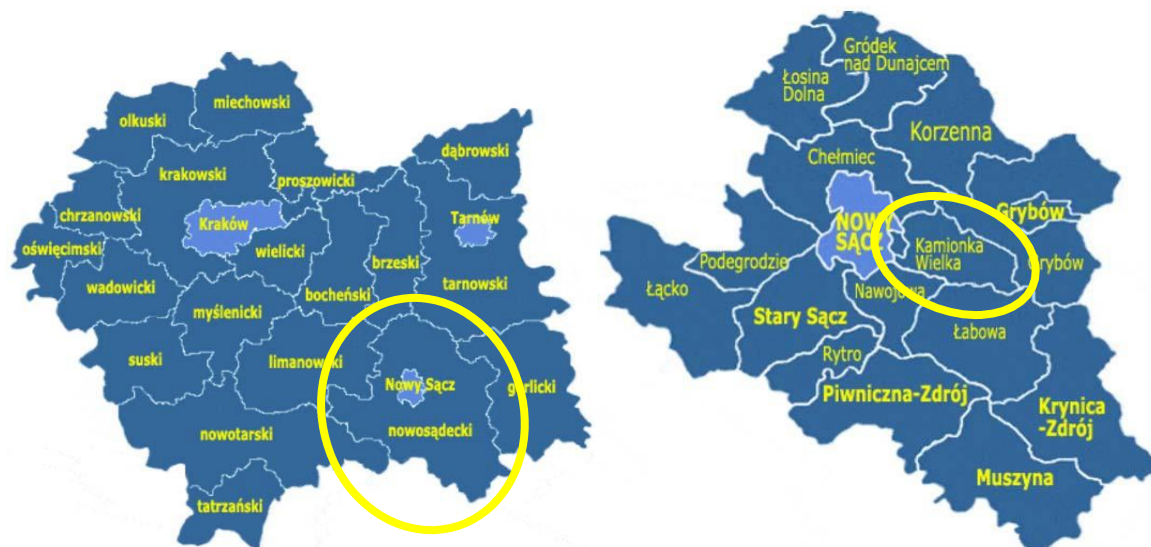 miechowski
olkuski
dąbrowski
krakowski
proszowicki
chrzanowski
Kraków
Tarnów
oświęcimski
wielicki
brzeski
wadowicki
bocheński
tarnowski
myślenicki
suski
limanowski
Nowy Sącz
gorlicki
nowosądecki
nowotarski
tatrzański
Gródek
nad Dunajcem
Łosina
Dolna
Korzenna
Chełmiec
Grybów
NOWY
SĄCZ
Kamionka
Wielka
Grybów
Podegrodzie
Łącko
Nawojowa
Stary Sącz
Łabowa
Rytro
Piwniczna-Zdrój
Krynica
-Zdrój
Muszyna